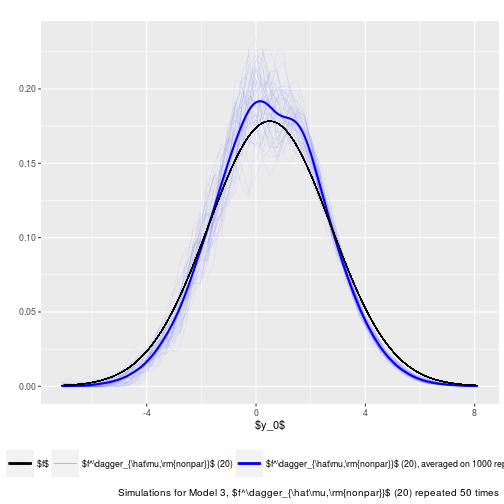 0.20
0.15
0.10
0.05
0.00
-4 0 4 8
$y_0$
$f$ $f^\dagger_{\hat\mu,\rm{nonpar}}$ (20) $f^\dagger_{\hat\mu,\rm{nonpar}}$ (20), averaged on 1000 rep
Simulations for Model 3, $f^\dagger_{\hat\mu,\rm{nonpar}}$ (20) repeated 50 times